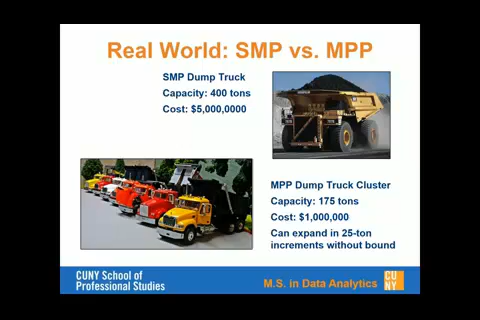 Real World: SMP vs. MPP
SMP Dump Truck
Capacity: 400 tons
Cost: $5,000,0000
MPP Dump Truck Cluster
Capacity: 175 tons
Cost: $1,000,000
Can expand in 25-ton
increments without bound
CUNY School of
Professional Studies
M.S. in Data Analytics
CU
NY